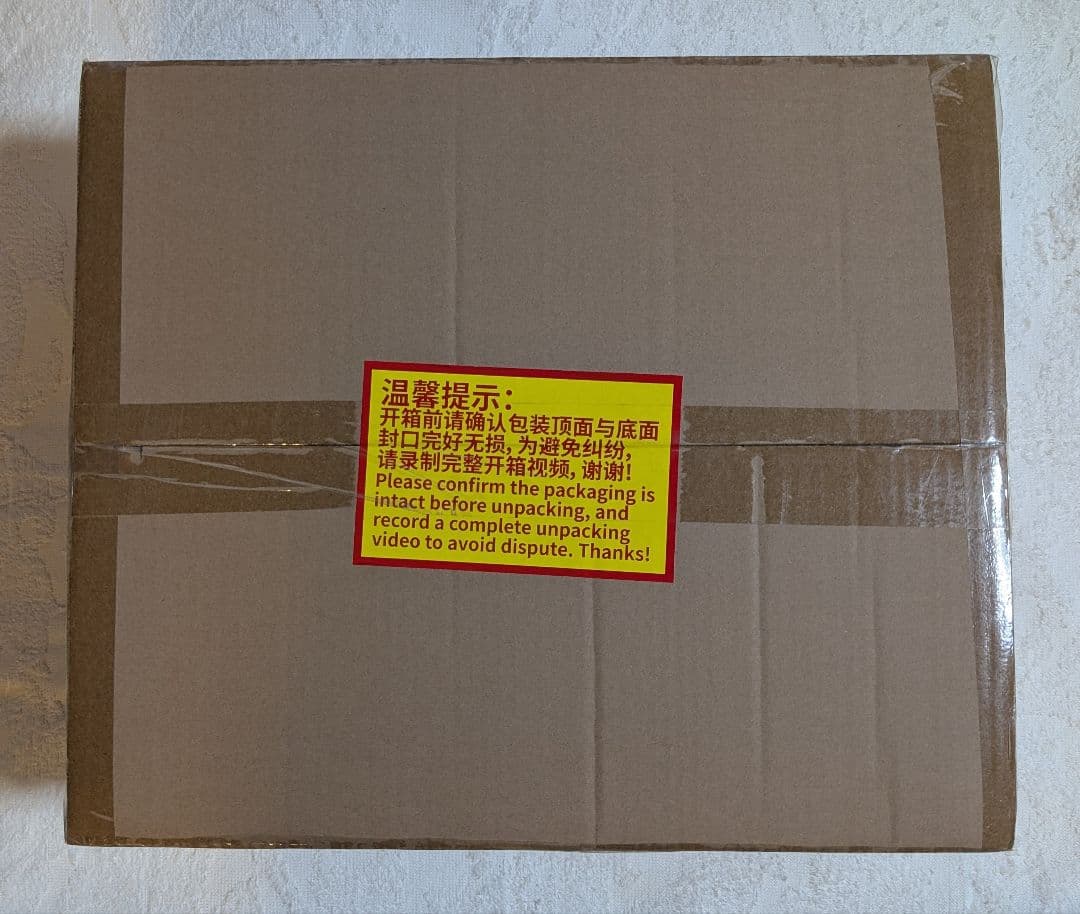 温馨提示：
开箱前请确认包装顶面与底面
封口完好无损, 为避免纠纷,
请录制完整开箱视频, 谢谢!
Please confirm the packaging is
intact before unpacking, and
record a complete unpacking
video to avoid dispute. Thanks!